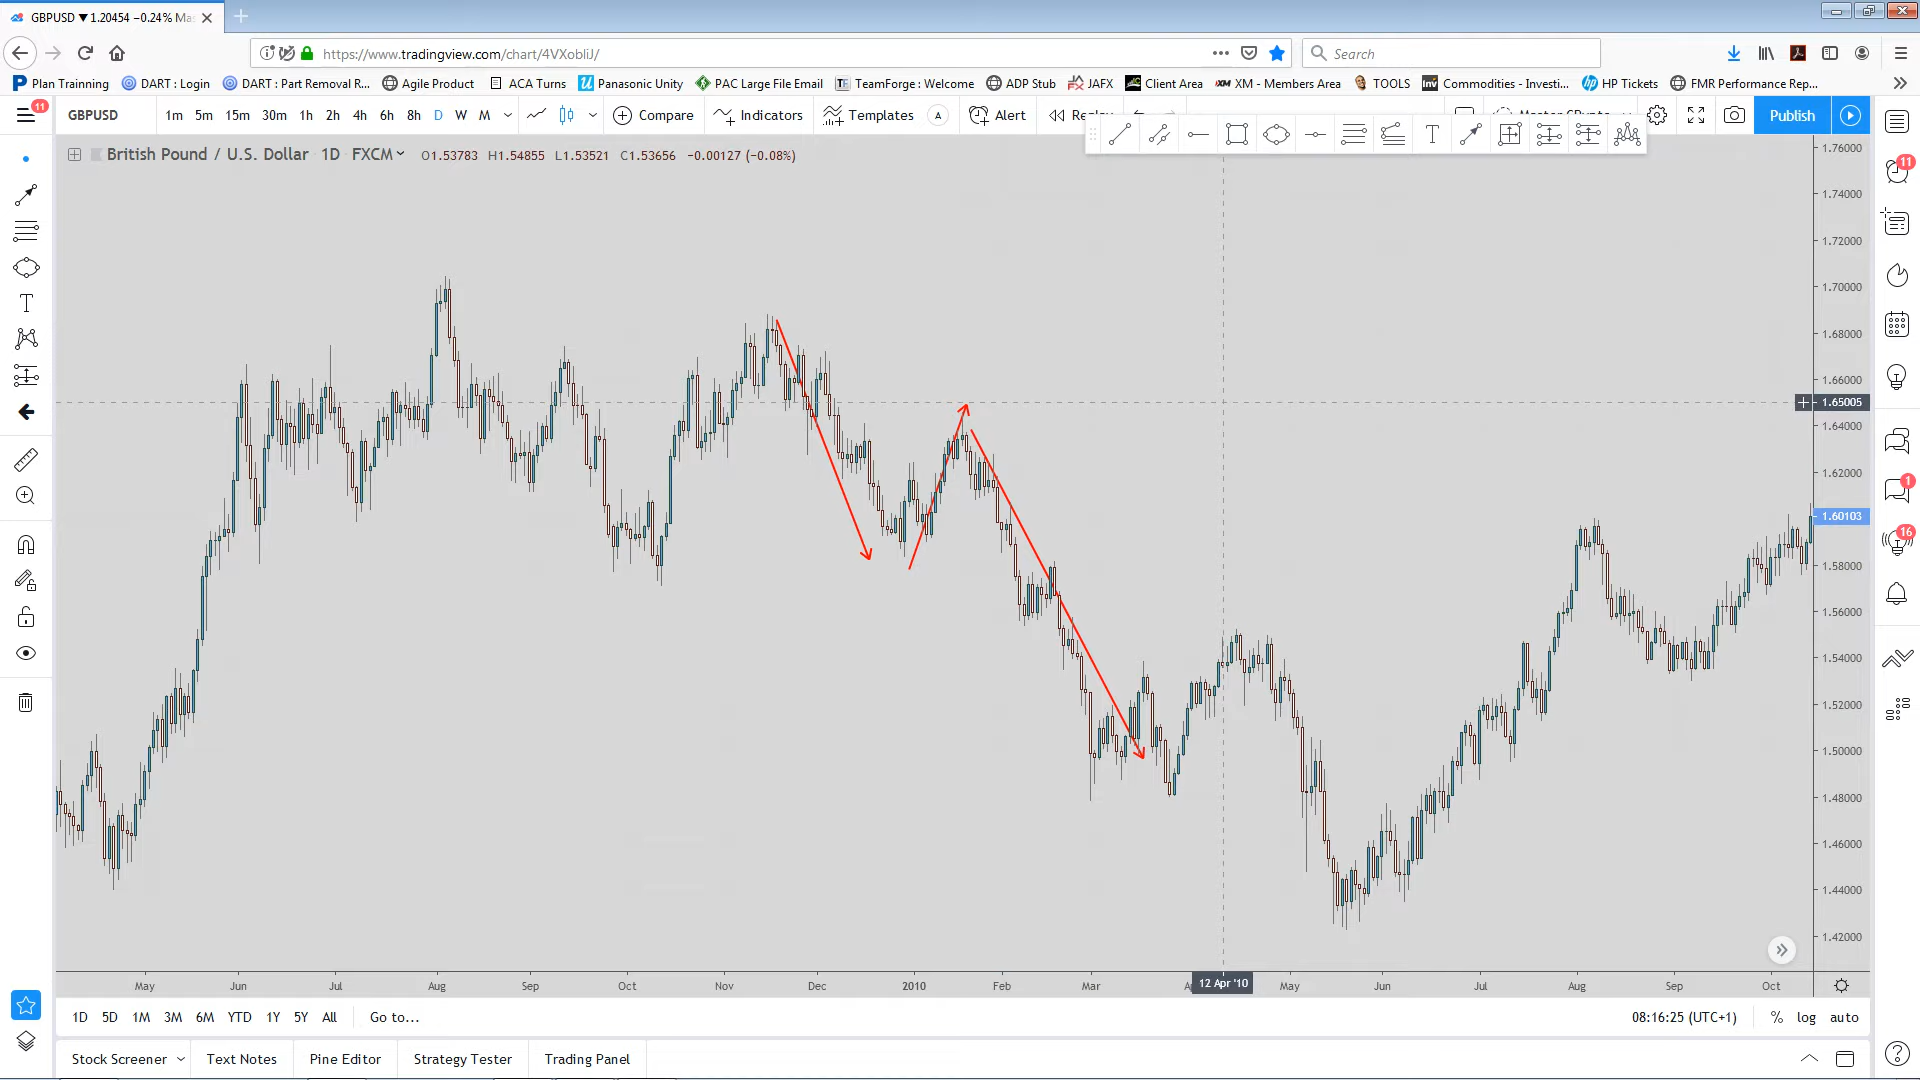 GBPUSD ▼ 1.20454 −0.24% Ma
https://www.tradingview.com/chart/4VXobliJ/
Search
Plan Trainning DART : Login DART : Part Removal R... Agile Product ACA Turns Panasonic Unity PAC Large File Email TeamForge : Welcome ADP Stub JAFX Client Area XM - Members Area TOOLS Commodities - Investi... HP Tickets FMR Performance Rep...
11 GBPUSD 1m 5m 15m 30m 1h 2h 4h 6h 8h D W M Compare Indicators Templates A Alert Publish
British Pound / U.S. Dollar 1D FXCM O1.53783 H1.54855 L1.53521 C1.53656 -0.00127 (-0.08%)
T
T
11
1
16
1.76000
1.74000
1.72000
1.70000
1.68000
1.66000
1.65005
1.64000
1.62000
1.60103
1.58000
1.56000
1.54000
1.52000
1.50000
1.48000
1.46000
1.44000
1.42000
May Jun Jul Aug Sep Oct Nov Dec 2010 Feb Mar 12 Apr '10 May Jun Jul Aug Sep Oct
1D 5D 1M 3M 6M YTD 1Y 5Y All Go to... 08:16:25 (UTC+1) % log auto
Stock Screener Text Notes Pine Editor Strategy Tester Trading Panel